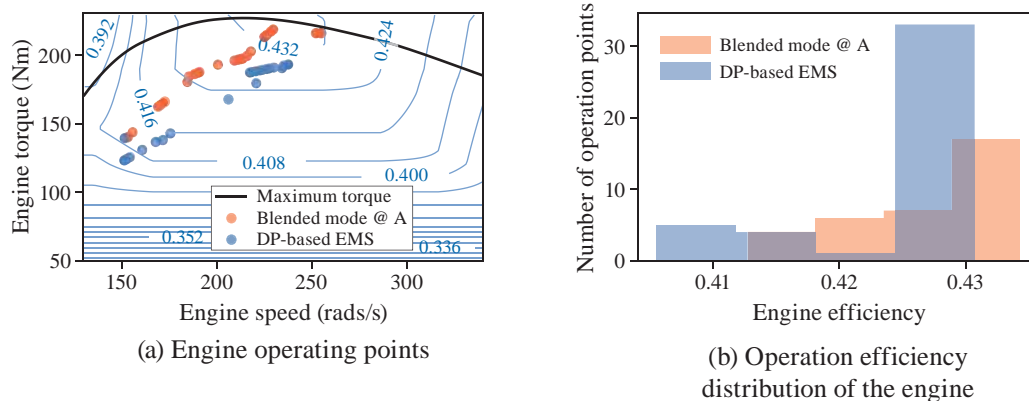 0.392
0.424
0.432
0.416
0.408
0.400
0.352
0.336
Engine torque (Nm)
200
150
100
50
Maximum torque
Blended mode @ A
DP-based EMS
150
200
250
300
Engine speed (rads/s)
(a) Engine operating points
Number of operation points
30
20
10
0
Blended mode @ A
DP-based EMS
0.41
0.42
0.43
Engine efficiency
(b) Operation efficiency
distribution of the engine